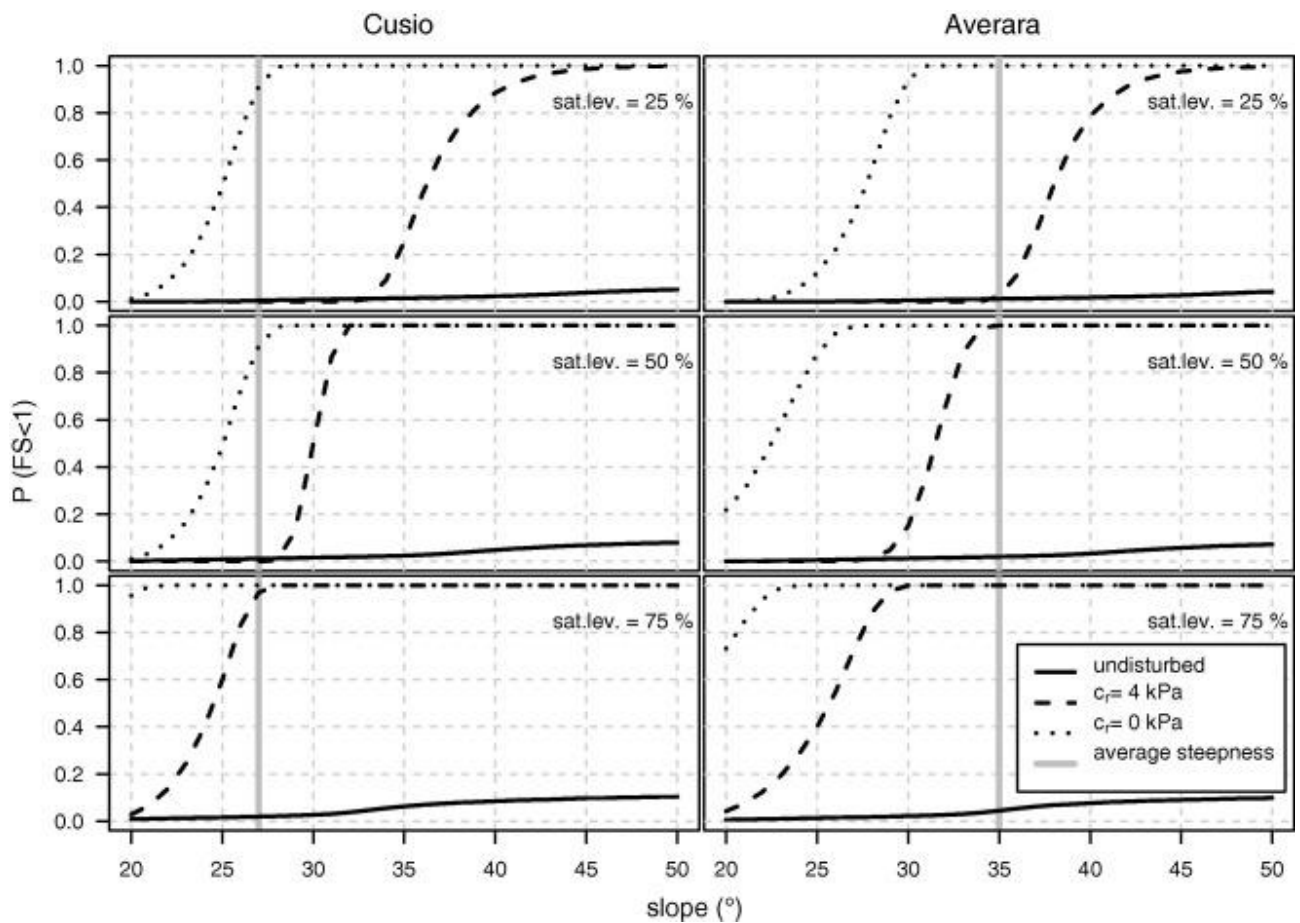 Cusio
Averara
P (FS<1)
1.0
0.8
0.6
0.4
0.2
0.0
sat.lev. = 25 %
sat.lev. = 25 %
1.0
0.8
0.6
0.4
0.2
0.0
sat.lev. = 50 %
sat.lev. = 50 %
1.0
0.8
0.6
0.4
0.2
0.0
sat.lev. = 75 %
sat.lev. = 75 %
undisturbed
cᵣ= 4 kPa
cᵣ= 0 kPa
average steepness
20 25 30 35 40 45 50
20 25 30 35 40 45 50
slope (°)